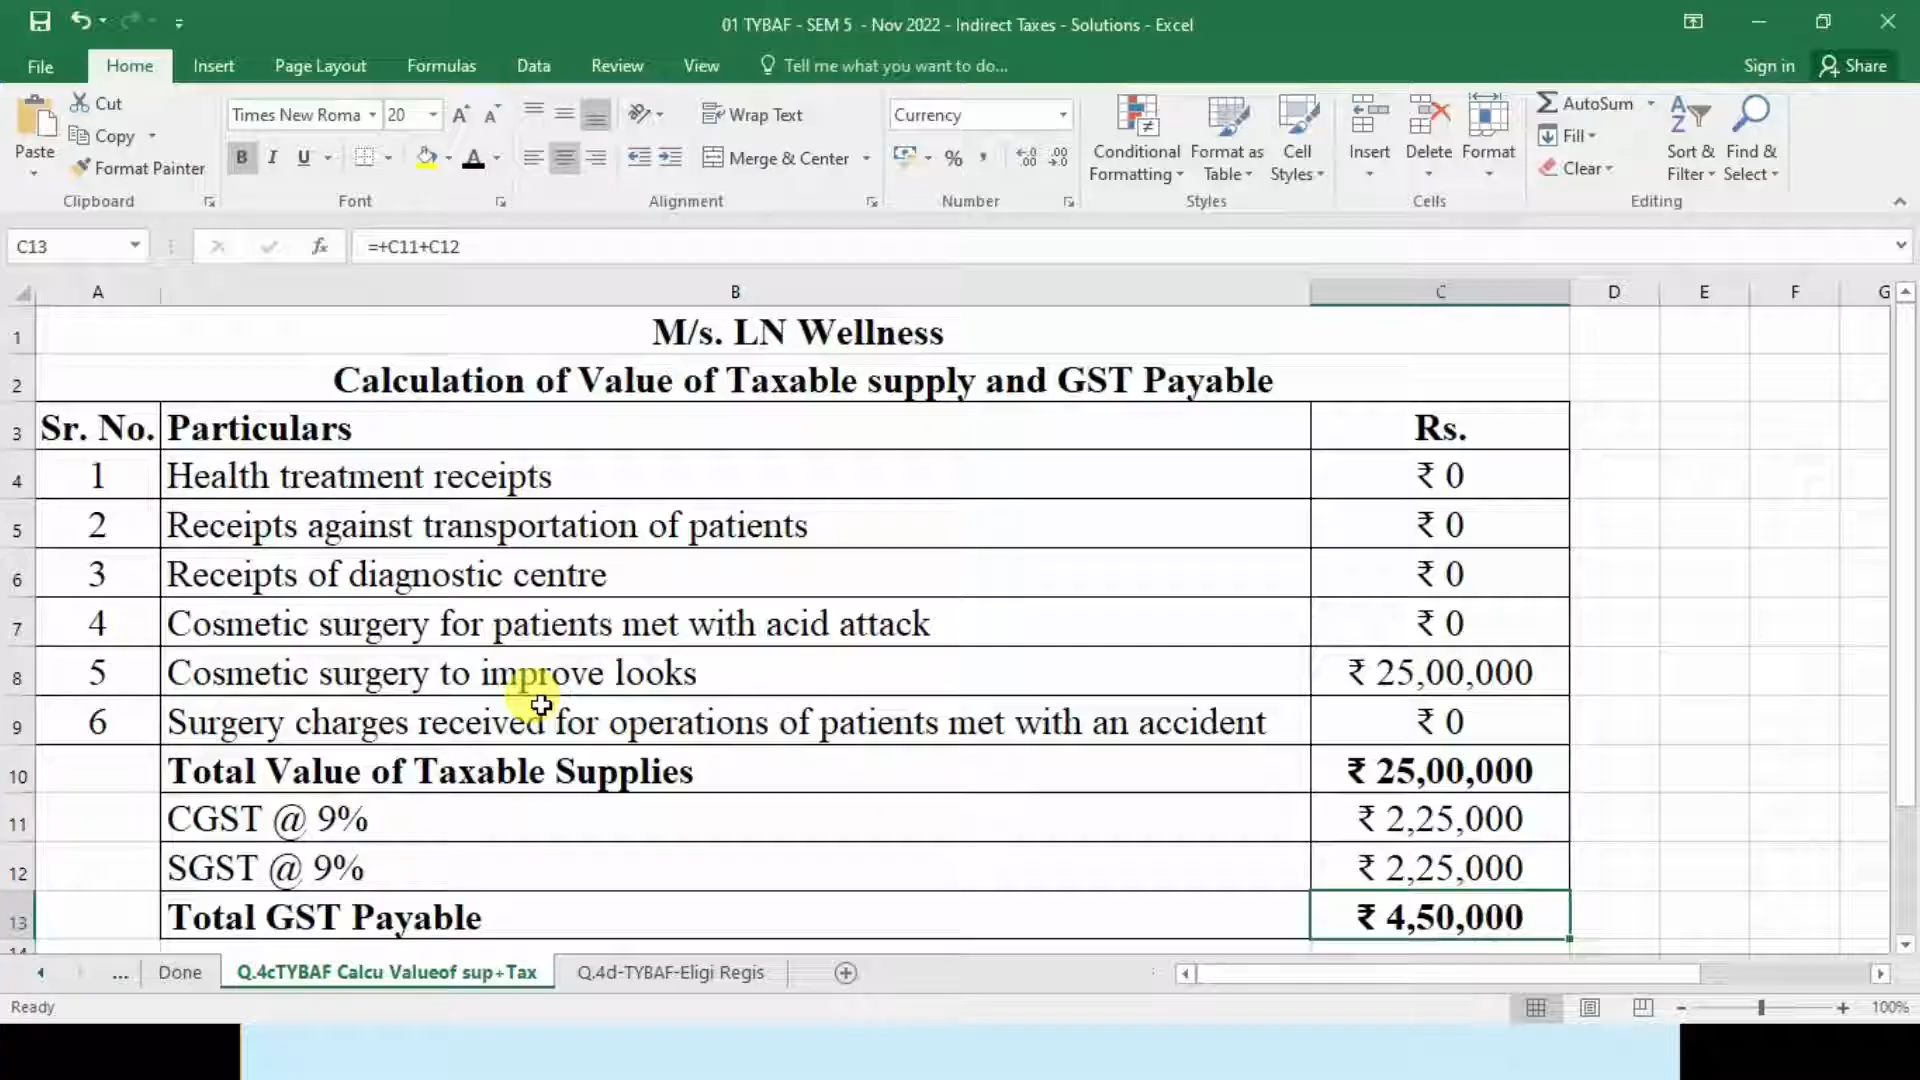 01 TYBAF - SEM 5 - Nov 2022 - Indirect Taxes - Solutions - Excel
File Home Insert Page Layout Formulas Data Review View Tell me what you want to do... Sign in Share
Paste Cut Copy Format Painter
Clipboard
Times New Roma 20
B I U A
Font
Wrap Text
Merge & Center
Alignment
Currency
% ,
Number
Conditional Formatting Format as Table Cell Styles
Styles
Insert Delete Format
Cells
AutoSum Fill Clear Sort & Filter Find & Select
Editing
C13 fx =+C11+C12
A B C D E F G
1 M/s. LN Wellness
2 Calculation of Value of Taxable supply and GST Payable
3 Sr. No. Particulars Rs.
4 1 Health treatment receipts ₹ 0
5 2 Receipts against transportation of patients ₹ 0
6 3 Receipts of diagnostic centre ₹ 0
7 4 Cosmetic surgery for patients met with acid attack ₹ 0
8 5 Cosmetic surgery to improve looks ₹ 25,00,000
9 6 Surgery charges received for operations of patients met with an accident ₹ 0
10 Total Value of Taxable Supplies ₹ 25,00,000
11 CGST @ 9% ₹ 2,25,000
12 SGST @ 9% ₹ 2,25,000
13 Total GST Payable ₹ 4,50,000
... Done Q.4cTYBAF Calcu Valueof sup+Tax Q.4d-TYBAF-Eligi Regis
Ready 100%